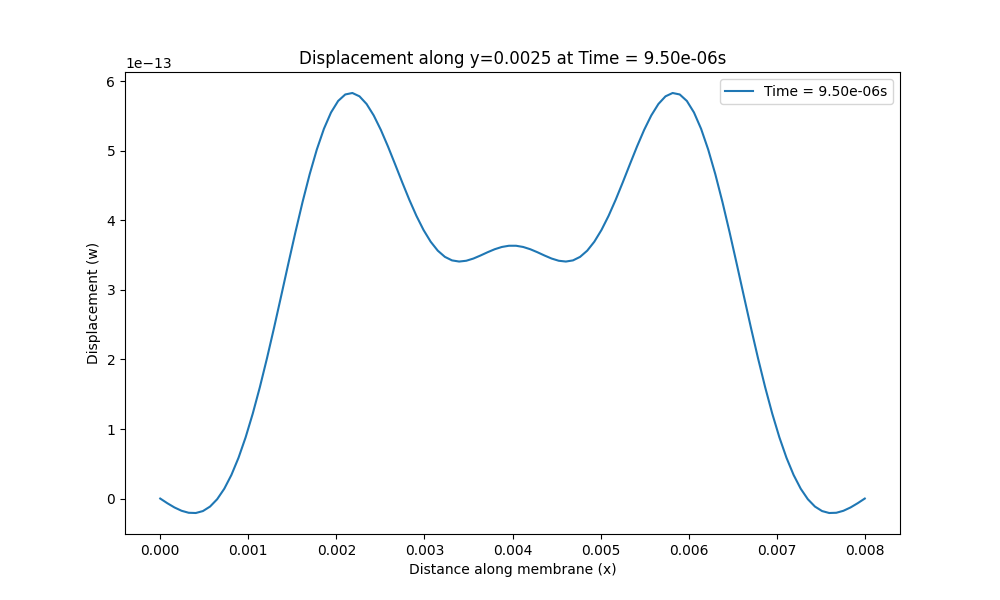 Displacement along y=0.0025 at Time = 9.50e-06s
1e−13
Time = 9.50e-06s
6
5
4
3
2
1
0
Displacement (w)
0.000 0.001 0.002 0.003 0.004 0.005 0.006 0.007 0.008
Distance along membrane (x)